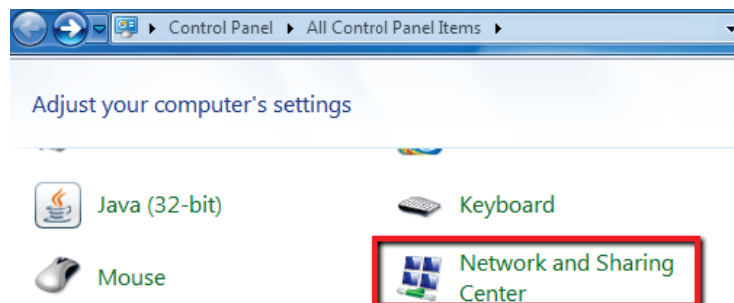 Control Panel All Control Panel Items
Adjust your computer's settings
Java (32-bit)
Keyboard
Mouse
Network and Sharing
Center